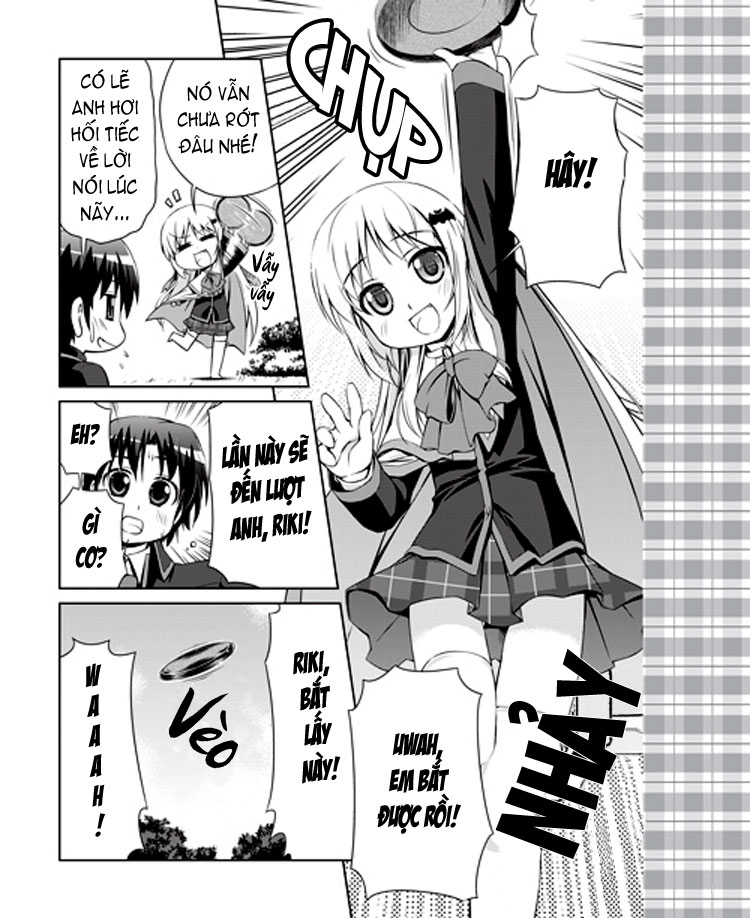 HÂY!
CHỤP
NHẢY
UWAH,
EM BẮT
ĐƯỢC RỒI!
NÓ VẪN
CHƯA RỚT
ĐÂU NHÉ!
Vẫy
vẫy
CÓ LẼ
ANH HƠI
HỐI TIẾC
VỀ LỜI
NÓI LÚC
NÃY...
LẦN NÀY SẼ
ĐẾN LƯỢT
ANH, RIKI!
EH?
GÌ
CƠ?
RIKI,
BẮT
LẤY
NÀY!
Vèo
W
A
A
A
H
!